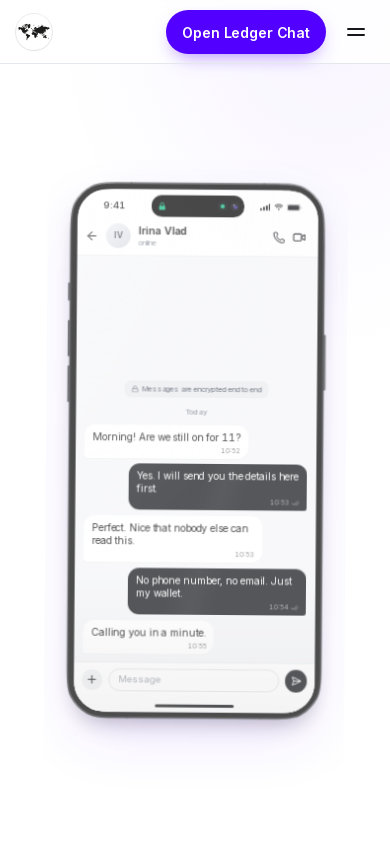 Open Ledger Chat
9:41
IV
Irina Vlad
online
Messages are encrypted end to end
Today
Morning! Are we still on for 11?
10:52
Yes. I will send you the details here
first.
10:53
Perfect. Nice that nobody else can
read this.
10:53
No phone number, no email. Just
my wallet.
10:54
Calling you in a minute.
10:55
Message